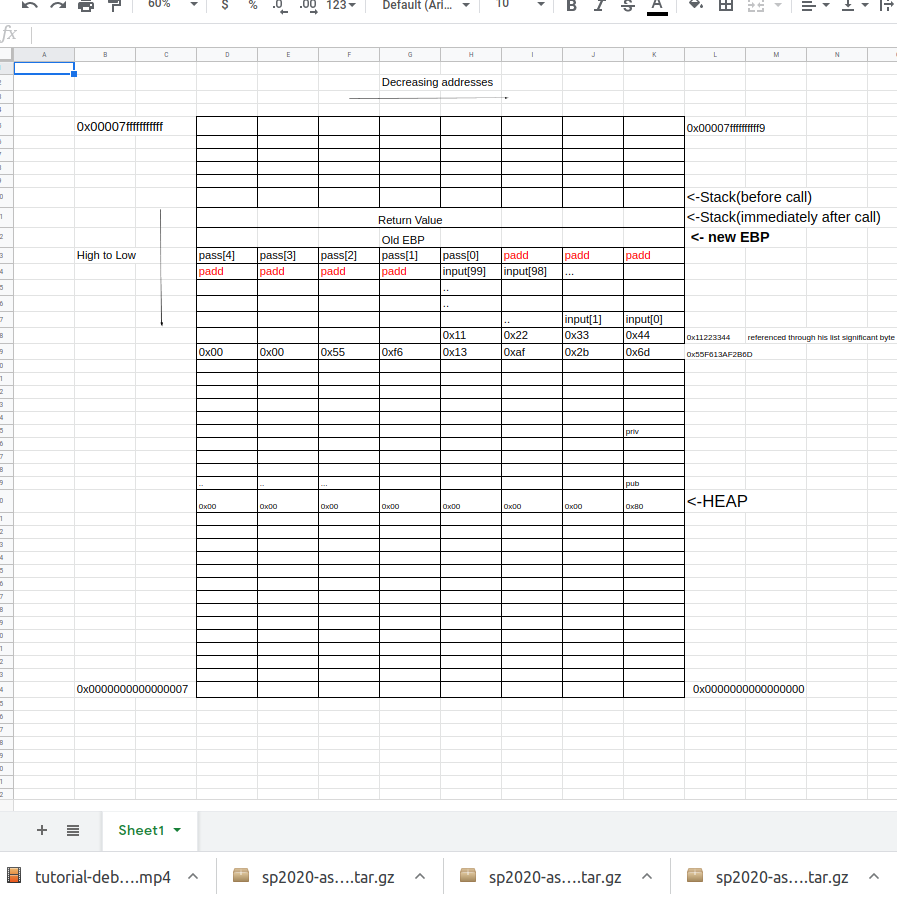 60% $ % .0 .00 123 Default (Ari... 10 B I S A
fx
A B C D E F G H I J K L M N
Decreasing addresses
0x00007fffffffffff 0x00007ffffffffff9
<-Stack(before call)
Return Value <-Stack(immediately after call)
Old EBP <- new EBP
High to Low pass[4] pass[3] pass[2] pass[1] pass[0] padd padd padd
padd padd padd padd input[99] input[98] ...
..
..
.. input[1] input[0]
0x11 0x22 0x33 0x44 0x11223344 referenced through his list significant byte
0x00 0x00 0x55 0xf6 0x13 0xaf 0x2b 0x6d 0x55F613AF2B6D
priv
.. .. ... pub
0x00 0x00 0x00 0x00 0x00 0x00 0x00 0x80 <-HEAP
0x0000000000000007 0x0000000000000000
+ Sheet1
tutorial-deb....mp4 sp2020-as....tar.gz sp2020-as....tar.gz sp2020-as....tar.gz